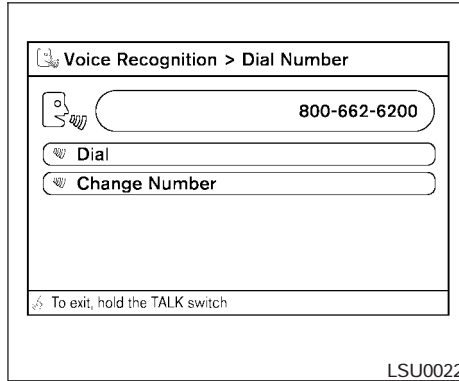 Voice Recognition > Dial Number
800-662-6200
Dial
Change Number
To exit, hold the TALK switch
LSU0022